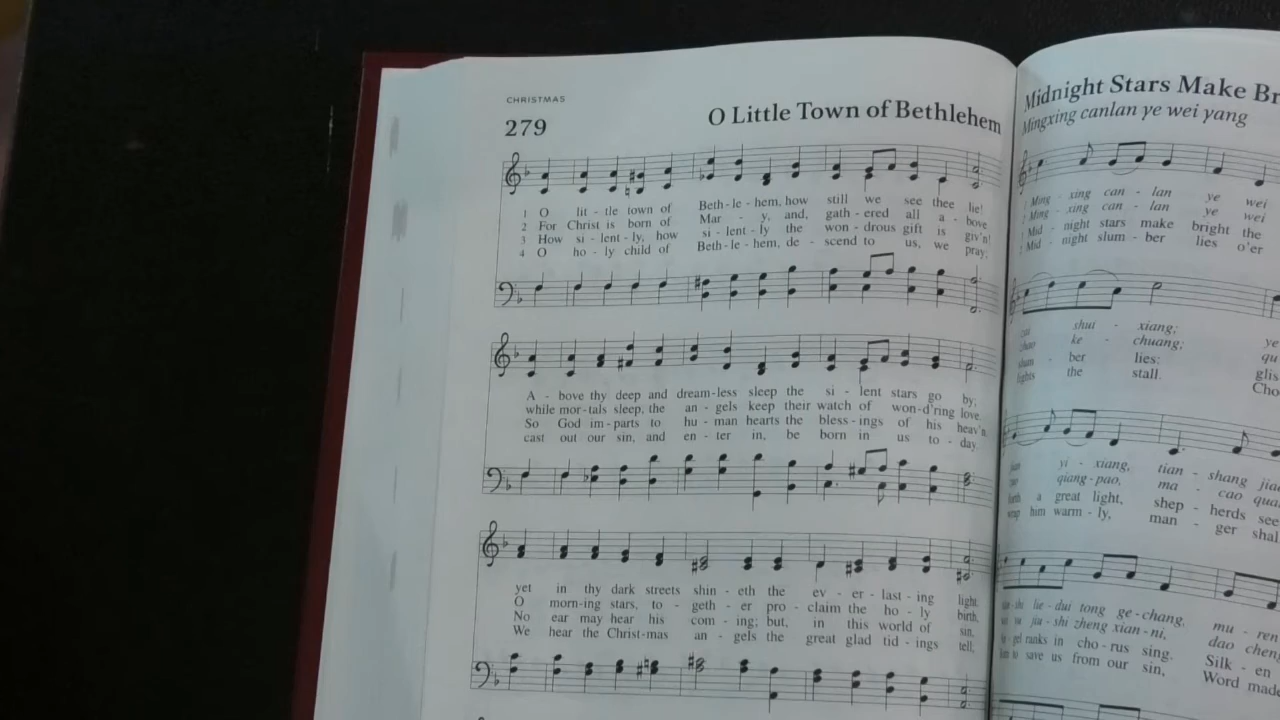 CHRISTMAS
279
O Little Town of Bethlehem
1 O lit - tle town of Beth - le - hem, how still we see thee lie!
2 For Christ is born of Mar - y, and, gath - ered all a - bove
3 How si - lent - ly, how si - lent - ly the won - drous gift is giv'n!
4 O ho - ly child of Beth - le - hem, de - scend to us, we pray;
A - bove thy deep and dream - less sleep the si - lent stars go by;
while mor - tals sleep, the an - gels keep their watch of won - d'ring love.
So God im - parts to hu - man hearts the bless - ings of his heav'n.
cast out our sin, and en - ter in, be born in us to - day.
yet in thy dark streets shin - eth the ev - er - last - ing light.
O morn - ing stars, to - geth - er pro - claim the ho - ly birth,
No ear may hear his com - ing; but, in this world of sin,
We hear the Christ - mas an - gels the great glad tid - ings tell;
Midnight Stars Make Br
Mingxing canlan ye wei yang
1 Ming - xing can - lan ye wei
2 Ming - xing can - lan ye wei
1 Mid - night stars make bright the
2 Mid - night slum - ber lies o'er
shui - xiang; ye
ke - chuang; qu
- ber lies: glis
the stall. Cho
yi - xiang, tian - shang jiao
qiang - pao, ma - cao qua
a great light, shep - herds see
him warm - ly, man - ger shal
lie - dui tong ge - chang, mu - ren
jiu - shi zheng xian - ni, dao cheng
ranks in cho - rus sing. Silk - en
to save us from our sin, Word made